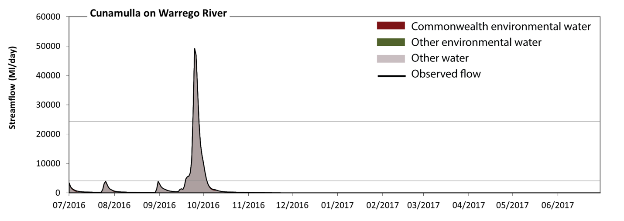 Cunamulla on Warrego River
Commonwealth environmental water
Other environmental water
Other water
Observed flow
Streamflow (Ml/day)
60000
50000
40000
30000
20000
10000
0
07/2016 08/2016 09/2016 10/2016 11/2016 12/2016 01/2017 02/2017 03/2017 04/2017 05/2017 06/2017